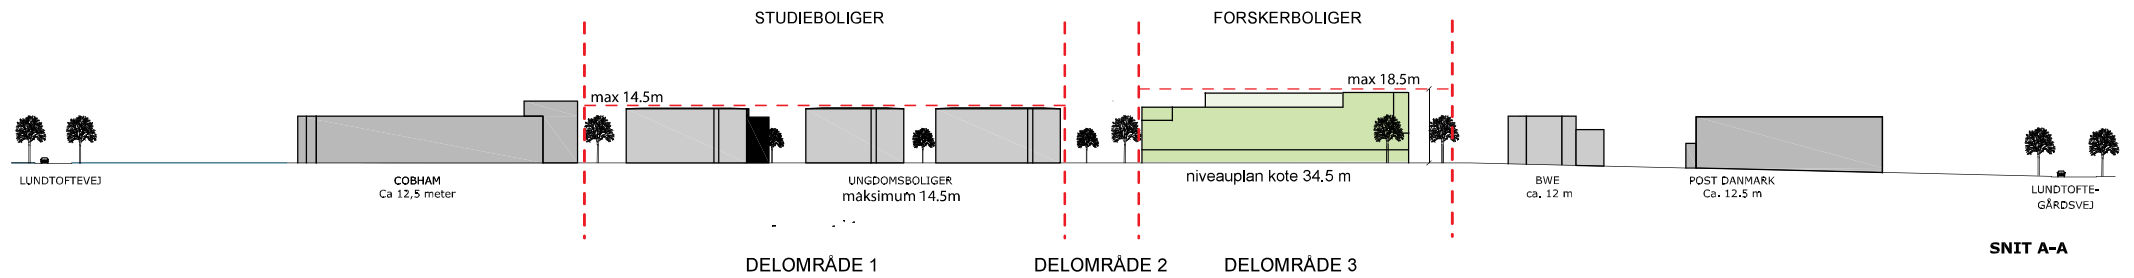 STUDIEBOLIGER
FORSKERBOLIGER
max 14.5m
max 18.5m
LUNDTOFTEVEJ
COBHAM
Ca 12,5 meter
UNGDOMSBOLIGER
maksimum 14.5m
niveauplan kote 34.5 m
BWE
ca. 12 m
POST DANMARK
Ca. 12.5 m
LUNDTOFTE-
GÅRDSVEJ
SNIT A-A
DELOMRÅDE 1
DELOMRÅDE 2
DELOMRÅDE 3